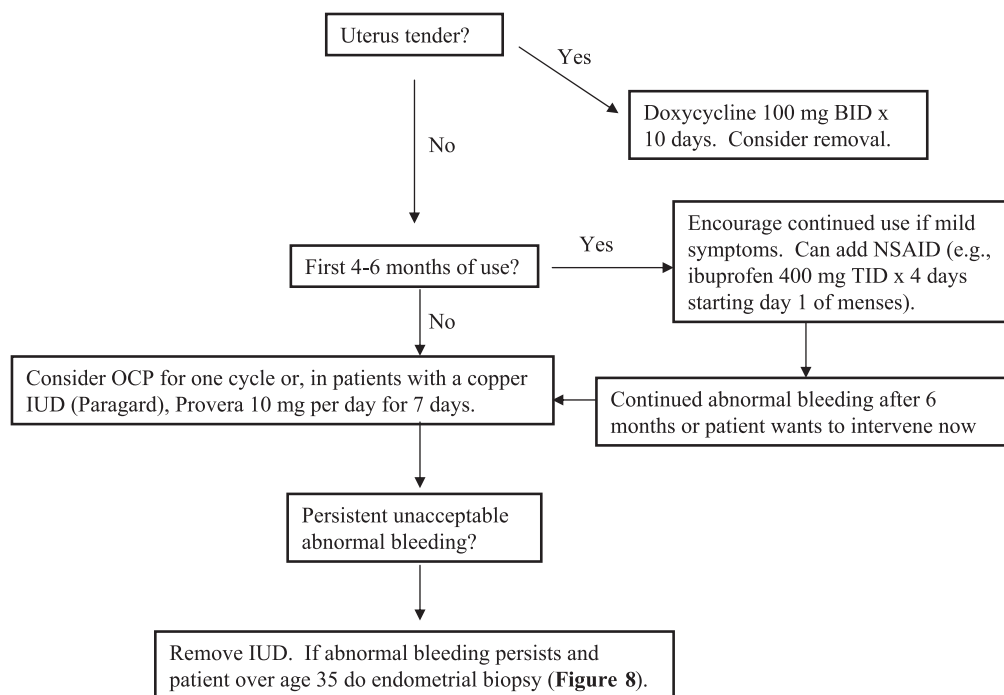 Uterus tender?
Yes
Doxycycline 100 mg BID x
10 days.  Consider removal.
No
Encourage continued use if mild
symptoms.  Can add NSAID (e.g.,
ibuprofen 400 mg TID x 4 days
starting day 1 of menses).
First 4-6 months of use?
Yes
No
Consider OCP for one cycle or, in patients with a copper
IUD (Paragard), Provera 10 mg per day for 7 days.
Continued abnormal bleeding after 6
months or patient wants to intervene now
Persistent unacceptable
abnormal bleeding?
Remove IUD.  If abnormal bleeding persists and
patient over age 35 do endometrial biopsy (Figure 8).